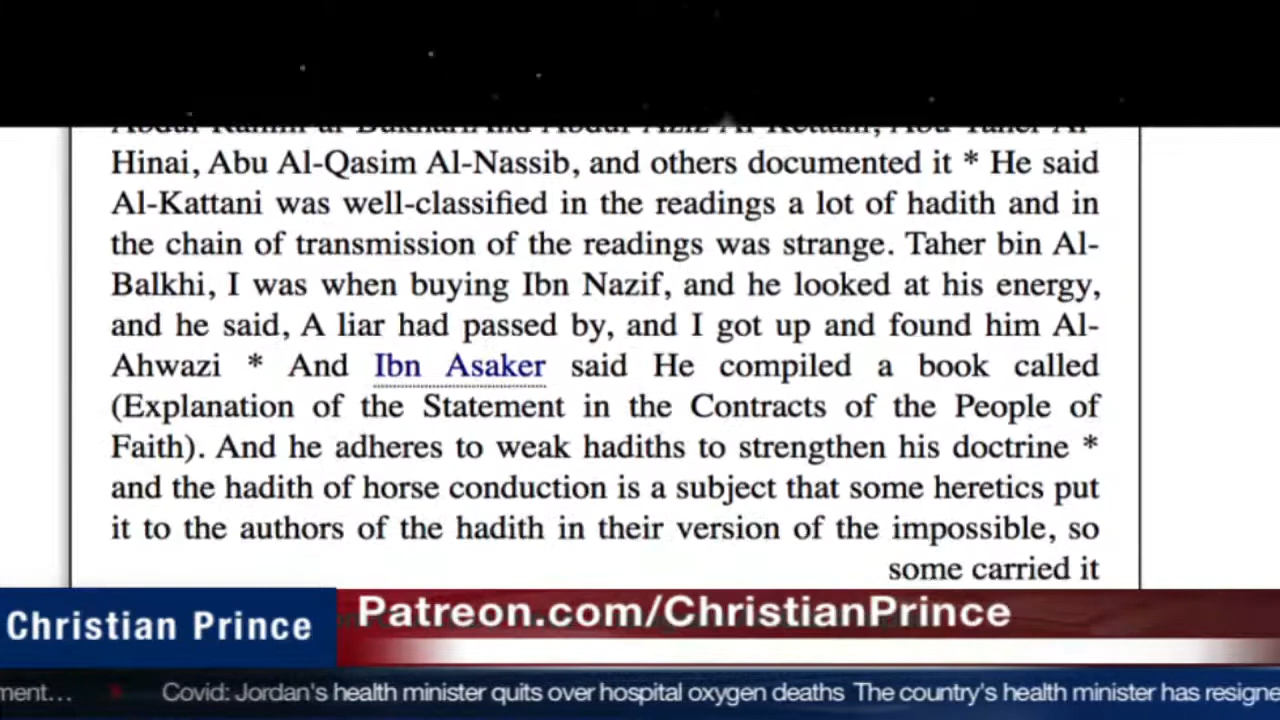 Hinai, Abu Al-Qasim Al-Nassib, and others documented it * He said
Al-Kattani was well-classified in the readings a lot of hadith and in
the chain of transmission of the readings was strange. Taher bin Al-
Balkhi, I was when buying Ibn Nazif, and he looked at his energy,
and he said, A liar had passed by, and I got up and found him Al-
Ahwazi * And Ibn Asaker said He compiled a book called
(Explanation of the Statement in the Contracts of the People of
Faith). And he adheres to weak hadiths to strengthen his doctrine *
and the hadith of horse conduction is a subject that some heretics put
it to the authors of the hadith in their version of the impossible, so
some carried it
Christian Prince
Patreon.com/ChristianPrince
ment... * Covid: Jordan's health minister quits over hospital oxygen deaths The country's health minister has resigne